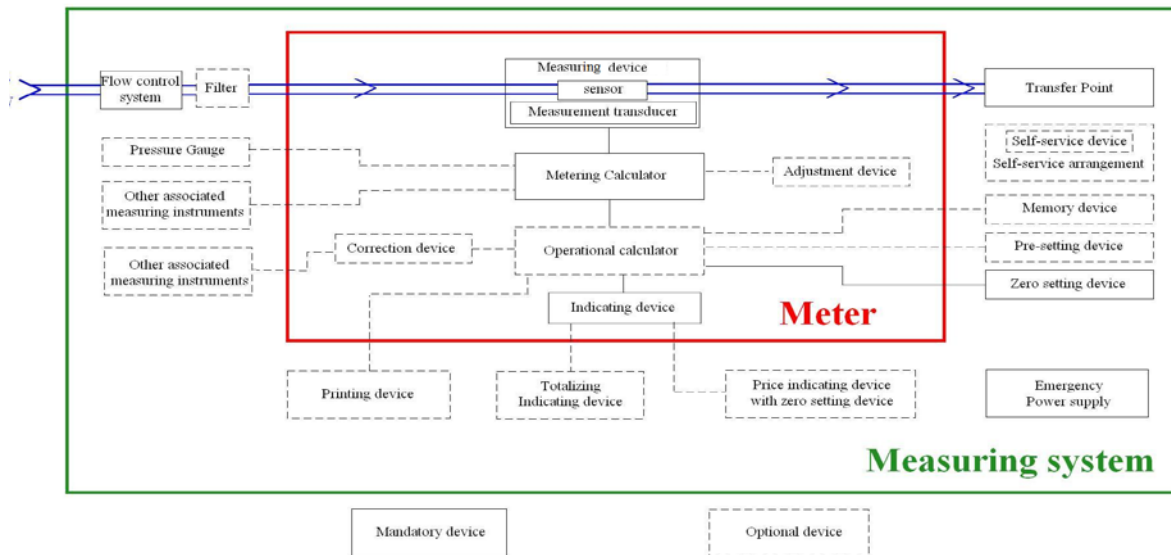 Flow control
system
Filter
Measuring device
sensor
Measurement transducer
Transfer Point
Pressure Gauge
Self-service device
Self-service arrangement
Metering Calculator
Adjustment device
Other associated
measuring instruments
Memory device
Correction device
Operational calculator
Pre-setting device
Other associated
measuring instruments
Zero setting device
Indicating device
Meter
Printing device
Totalizing
Indicating device
Price indicating device
with zero setting device
Emergency
Power supply
Measuring system
Mandatory device
Optional device